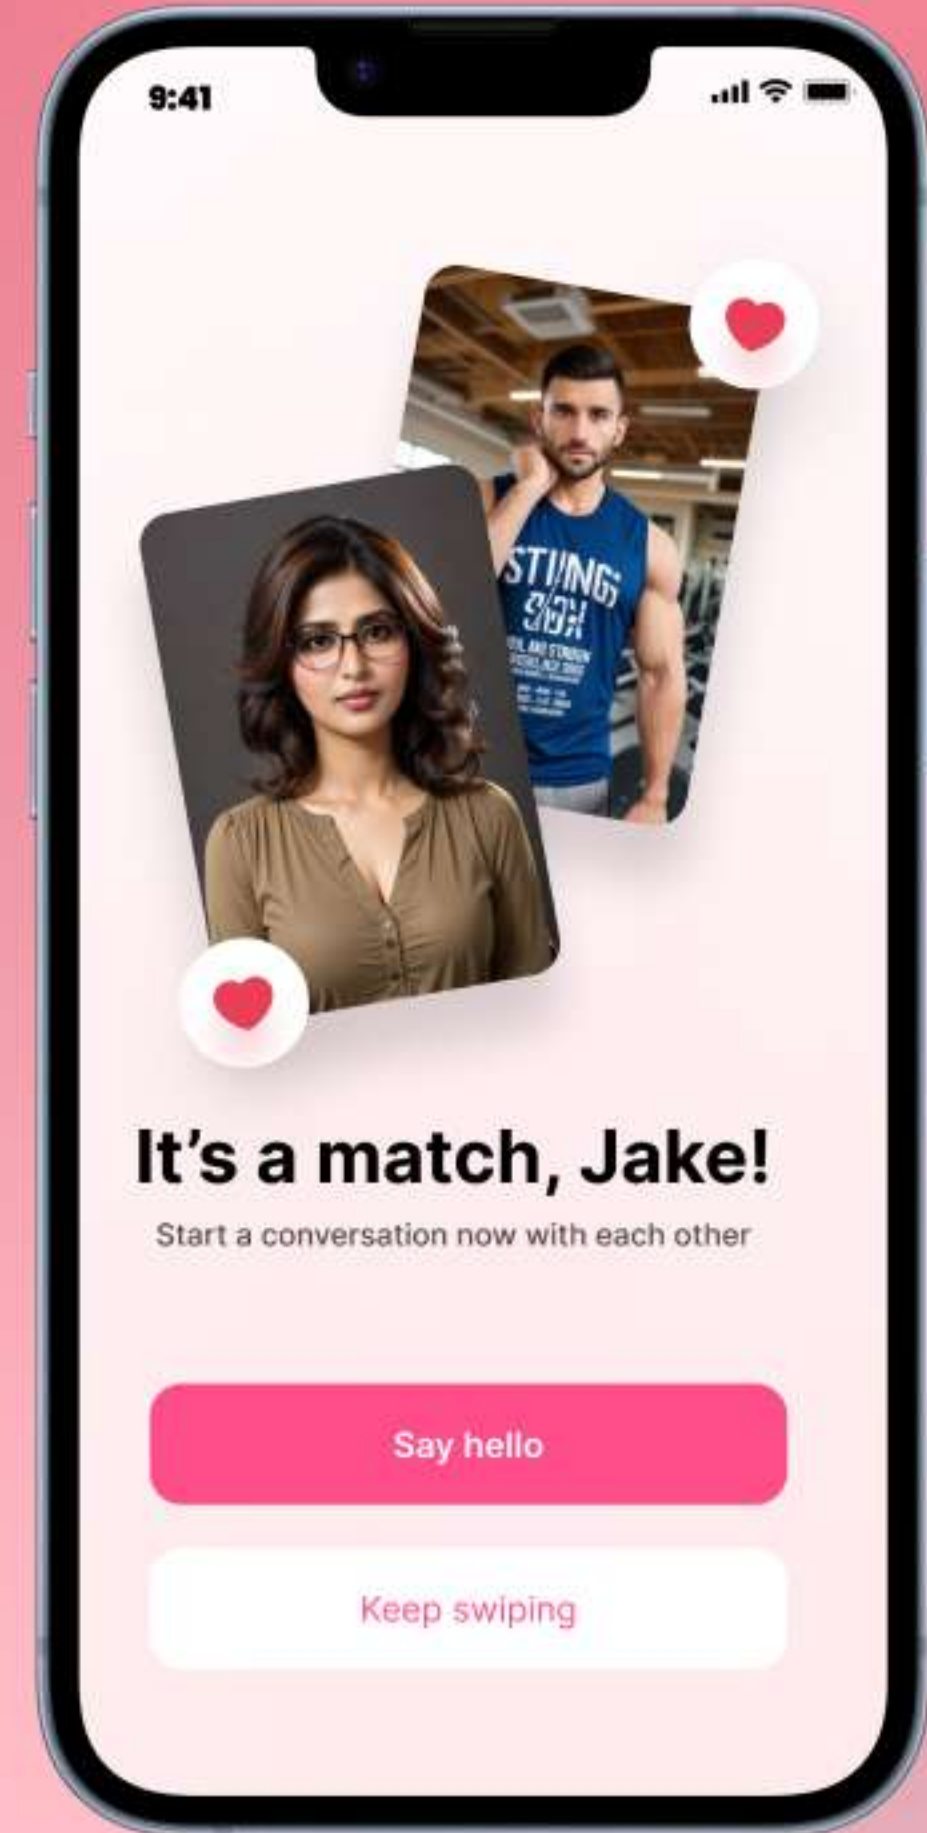 9:41
It’s a match, Jake!
Start a conversation now with each other
Say hello
Keep swiping